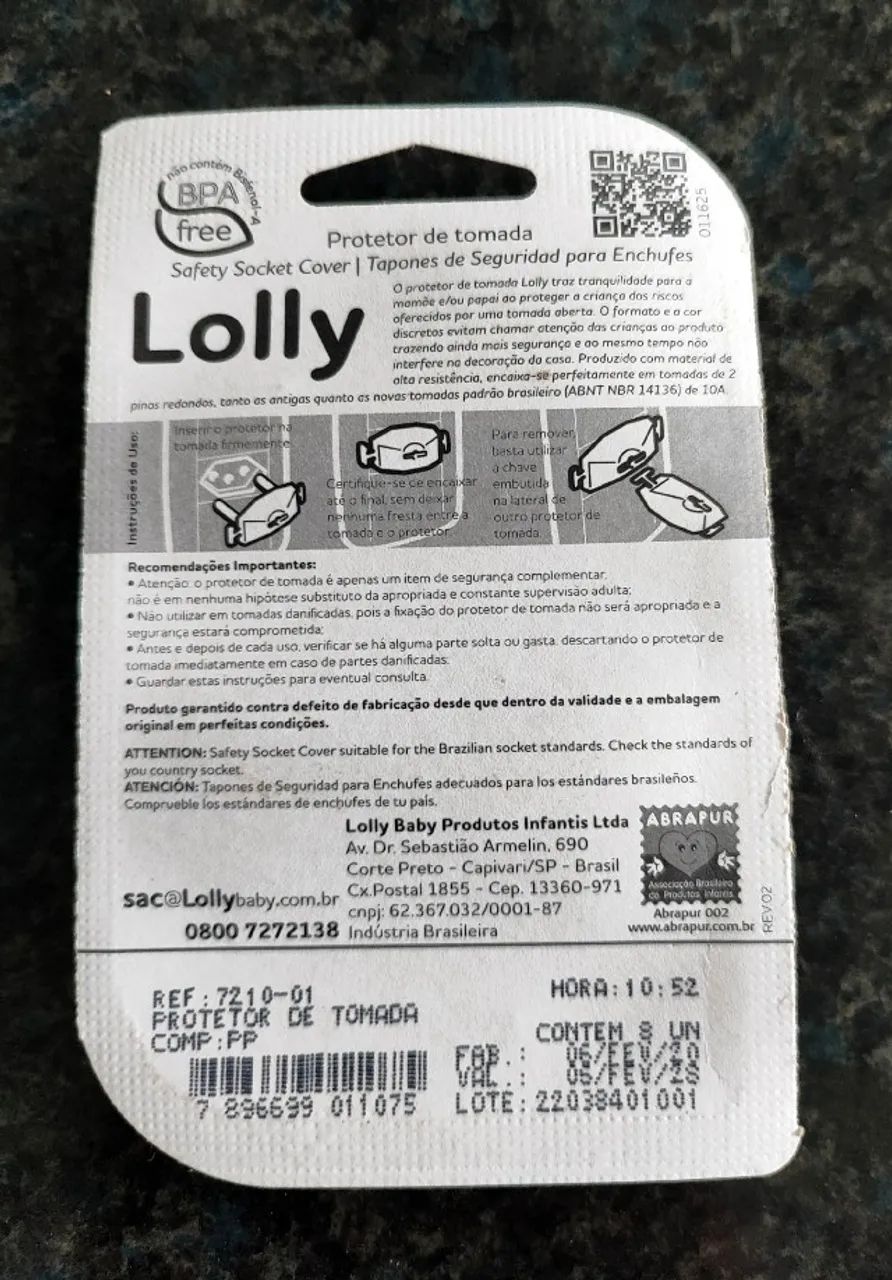 não contém Bisfenol-A
BPA
free
011625
Protetor de tomada
Safety Socket Cover | Tapones de Seguridad para Enchufes
Lolly
O protetor de tomada Lolly traz tranquilidade para a
mamãe e/ou papai ao proteger a criança dos riscos
oferecidos por uma tomada aberta. O formato e a cor
discretos evitam chamar atenção das crianças ao produto
trazendo ainda mais segurança e ao mesmo tempo não
interfere na decoração da casa. Produzido com material de
alta resistência, encaixa-se perfeitamente em tomadas de 2
pinos redondos, tanto as antigas quanto as novas tomadas padrão brasileiro (ABNT NBR 14136) de 10A.
Instruções de Uso:
Inserir o protetor na
tomada firmemente.
Certifique-se de encaixar
até o final, sem deixar
nenhuma fresta entre a
tomada e o protetor.
Para remover,
basta utilizar
a chave
embutida
na lateral de
outro protetor de
tomada.
Recomendações Importantes:
• Atenção: o protetor de tomada é apenas um item de segurança complementar,
não é em nenhuma hipótese substituto da apropriada e constante supervisão adulta;
• Não utilizar em tomadas danificadas, pois a fixação do protetor de tomada não será apropriada e a
segurança estará comprometida;
• Antes e depois de cada uso, verificar se há alguma parte solta ou gasta, descartando o protetor de
tomada imediatamente em caso de partes danificadas;
• Guardar estas instruções para eventual consulta.
Produto garantido contra defeito de fabricação desde que dentro da validade e a embalagem
original em perfeitas condições.
ATTENTION: Safety Socket Cover suitable for the Brazilian socket standards. Check the standards of
you country socket.
ATENCIÓN: Tapones de Seguridad para Enchufes adecuados para los estándares brasileños.
Comprueble los estándares de enchufes de tu país.
Lolly Baby Produtos Infantis Ltda
Av. Dr. Sebastião Armelin, 690
Corte Preto - Capivari/SP - Brasil
Cx.Postal 1855 - Cep. 13360-971
cnpj: 62.367.032/0001-87
Indústria Brasileira
sac@Lollybaby.com.br
0800 7272138
ABRAPUR
Associação Brasileira
de Produtos Infantis
Abrapur 002
www.abrapur.com.br
REV02
REF:7210-01
PROTETOR DE TOMADA
COMP:PP
7 896699 011075
HORA:10:52
CONTEM 8 UN
FAB.: 06/FEV/20
VAL.: 05/FEV/28
LOTE:22038401001